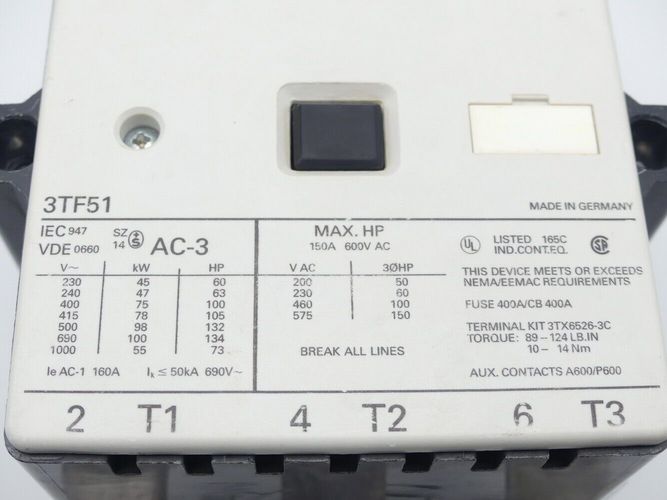 3TF51
MADE IN GERMANY
IEC 947
VDE 0660
SZ
14
S
AC-3
V~ kW HP
230 45 60
240 47 63
400 75 100
415 78 105
500 98 132
690 100 134
1000 55 73
Ie AC-1 160A Ik ≤ 50kA 690V~
MAX. HP
150A 600V AC
V AC 3ØHP
200 50
230 60
460 100
575 150
BREAK ALL LINES
UL LISTED 165C
IND.CONT.EQ.
SA
THIS DEVICE MEETS OR EXCEEDS
NEMA/EEMAC REQUIREMENTS
FUSE 400A/CB 400A
TERMINAL KIT 3TX6526-3C
TORQUE: 89–124 LB.IN
10–14 Nm
AUX. CONTACTS A600/P600
2 T1 4 T2 6 T3